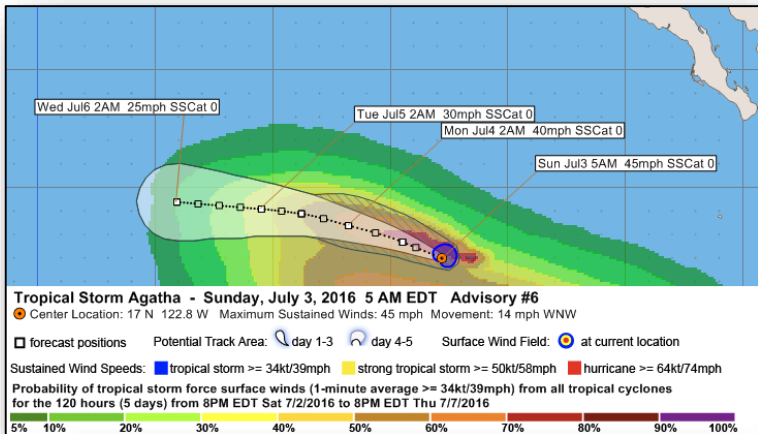 Wed Jul6 2AM 25mph SSCat 0
Tue Jul5 2AM 30mph SSCat 0
Mon Jul4 2AM 40mph SSCat 0
Sun Jul3 5AM 45mph SSCat 0
Tropical Storm Agatha - Sunday, July 3, 2016 5 AM EDT Advisory #6
Center Location: 17 N 122.8 W Maximum Sustained Winds: 45 mph Movement: 14 mph WNW
forecast positions Potential Track Area: day 1-3 day 4-5 Surface Wind Field: at current location
Sustained Wind Speeds: tropical storm >= 34kt/39mph strong tropical storm >= 50kt/58mph hurricane >= 64kt/74mph
Probability of tropical storm force surface winds (1-minute average >= 34kt/39mph) from all tropical cyclones
for the 120 hours (5 days) from 8PM EDT Sat 7/2/2016 to 8PM EDT Thu 7/7/2016
5% 10% 20% 30% 40% 50% 60% 70% 80% 90% 100%